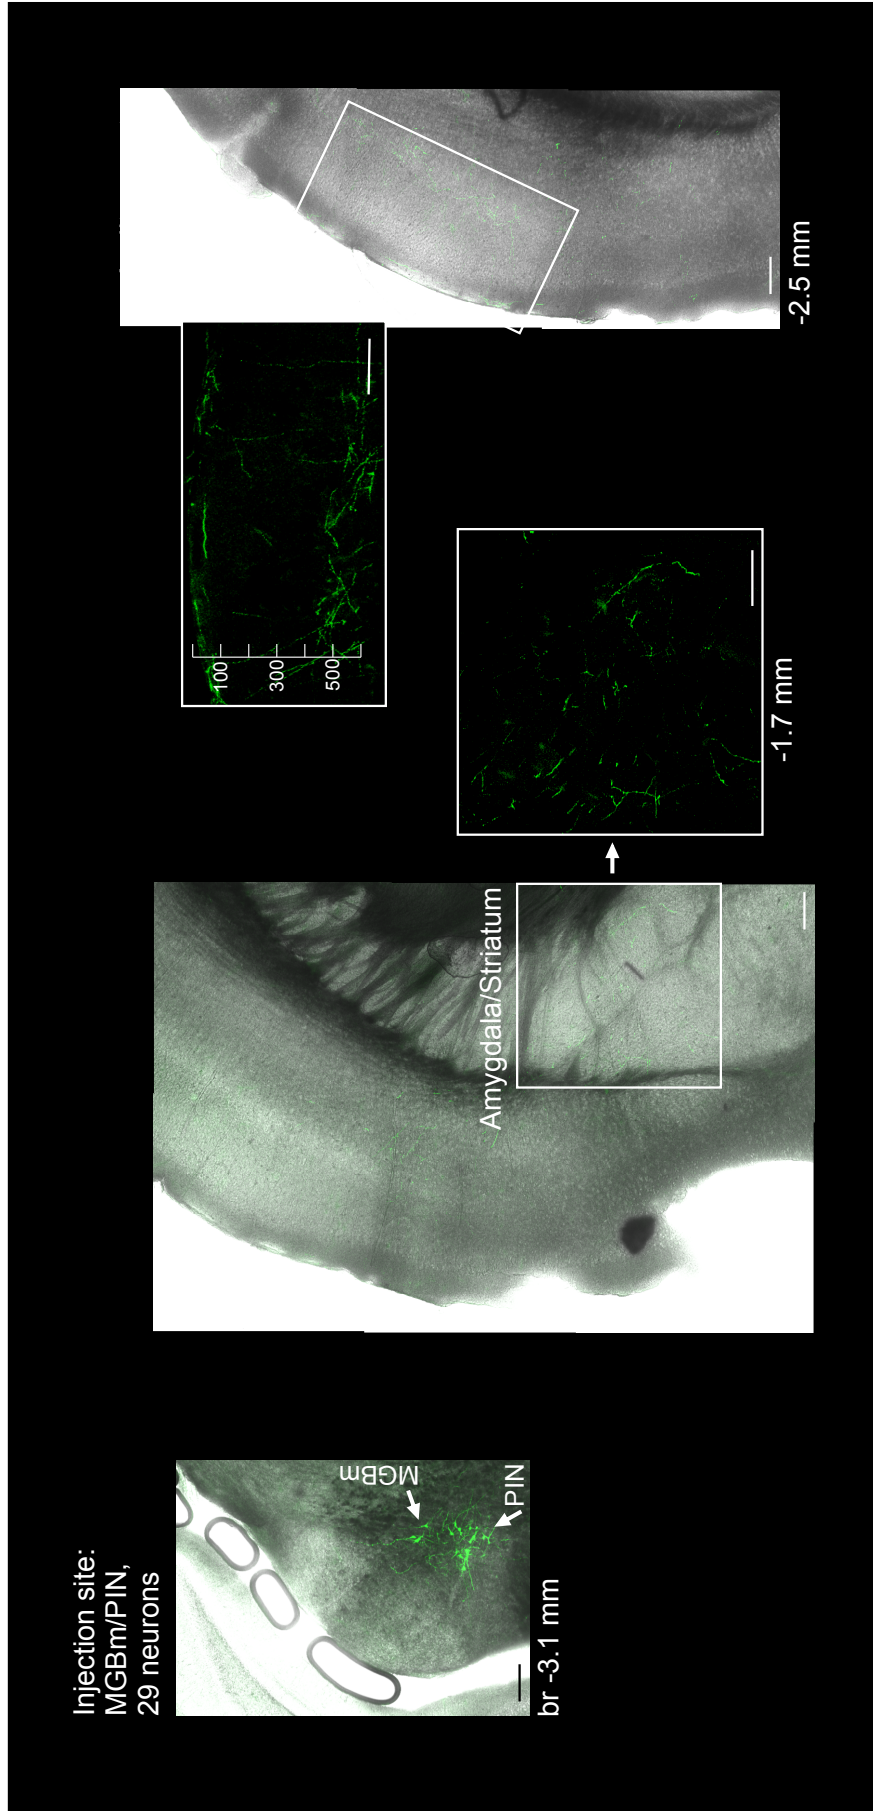 Injection site:
MGBm/PIN,
29 neurons
MGBm
PIN
br -3.1 mm
Amygdala/Striatum
-1.7 mm
100
300
500
-2.5 mm